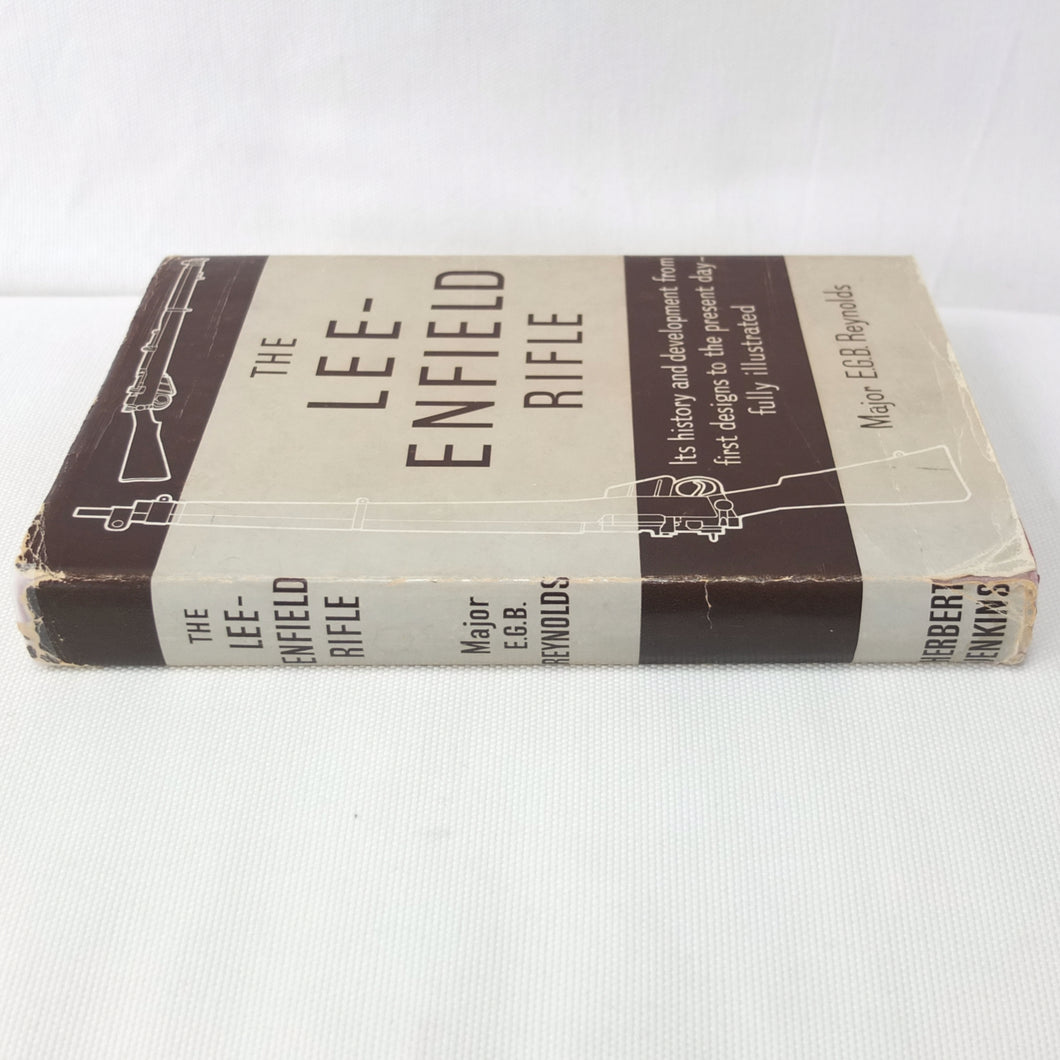 THE
LEE-
ENFIELD
RIFLE
Its history and development from
first designs to the present day-
fully illustrated
Major E.G.B. Reynolds
THE
LEE-
ENFIELD
RIFLE
Major
E.G.B.
REYNOLDS
HERBERT
JENKINS